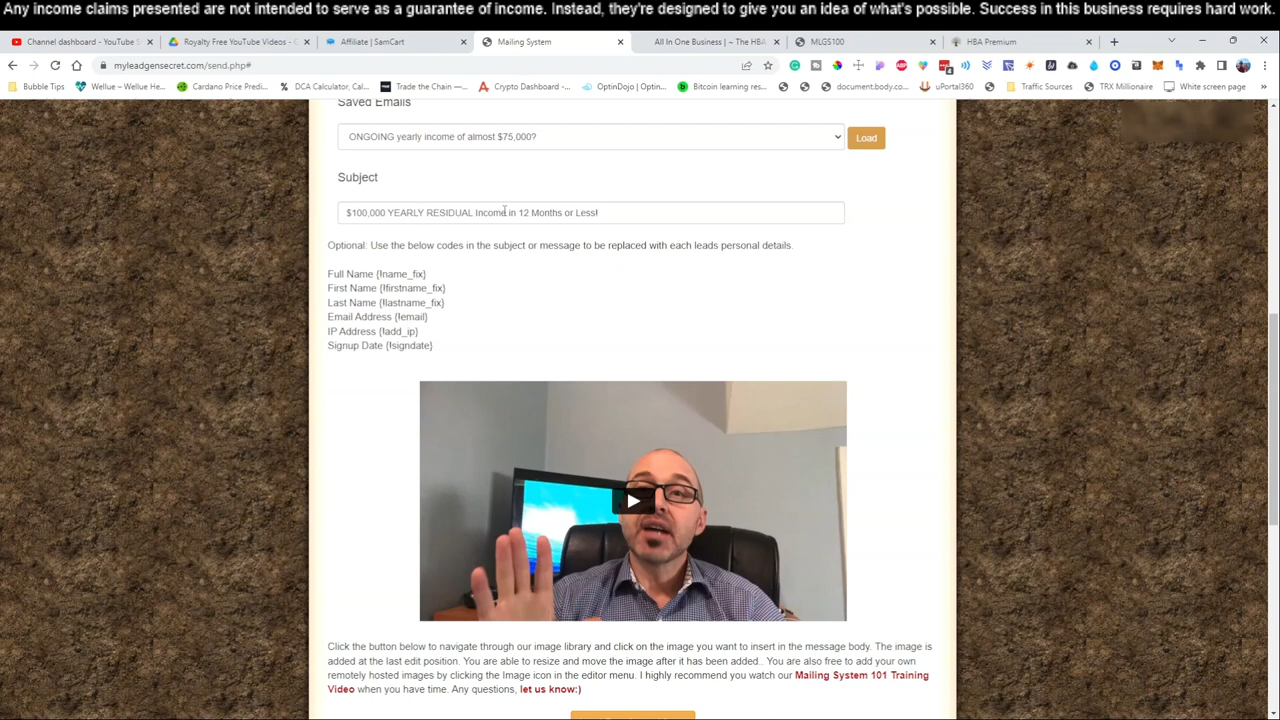 Any income claims presented are not intended to serve as a guarantee of income. Instead, they're designed to give you an idea of what's possible. Success in this business requires hard work.
Channel dashboard - YouTube S
Royalty Free YouTube Videos - G
Affiliate | SamCart
Mailing System
All In One Business | ~ The HBA
MLGS100
HBA Premium
myleadgensecret.com/send.php#
Bubble Tips
Wellue – Wellue He...
Cardano Price Predi...
DCA Calculator, Cal...
Trade the Chain —...
Crypto Dashboard -...
OptinDojo | Optin...
Bitcoin learning res...
document.body.co...
uPortal360
Traffic Sources
TRX Millionaire
White screen page
Saved Emails
ONGOING yearly income of almost $75,000?
Load
Subject
$100,000 YEARLY RESIDUAL Income in 12 Months or Less!
Optional: Use the below codes in the subject or message to be replaced with each leads personal details.
Full Name {!name_fix}
First Name {!firstname_fix}
Last Name {!lastname_fix}
Email Address {!email}
IP Address {!add_ip}
Signup Date {!signdate}
Click the button below to navigate through our image library and click on the image you want to insert in the message body. The image is
added at the last edit position. You are able to resize and move the image after it has been added.. You are also free to add your own
remotely hosted images by clicking the Image icon in the editor menu. I highly recommend you watch our Mailing System 101 Training
Video when you have time. Any questions, let us know:)